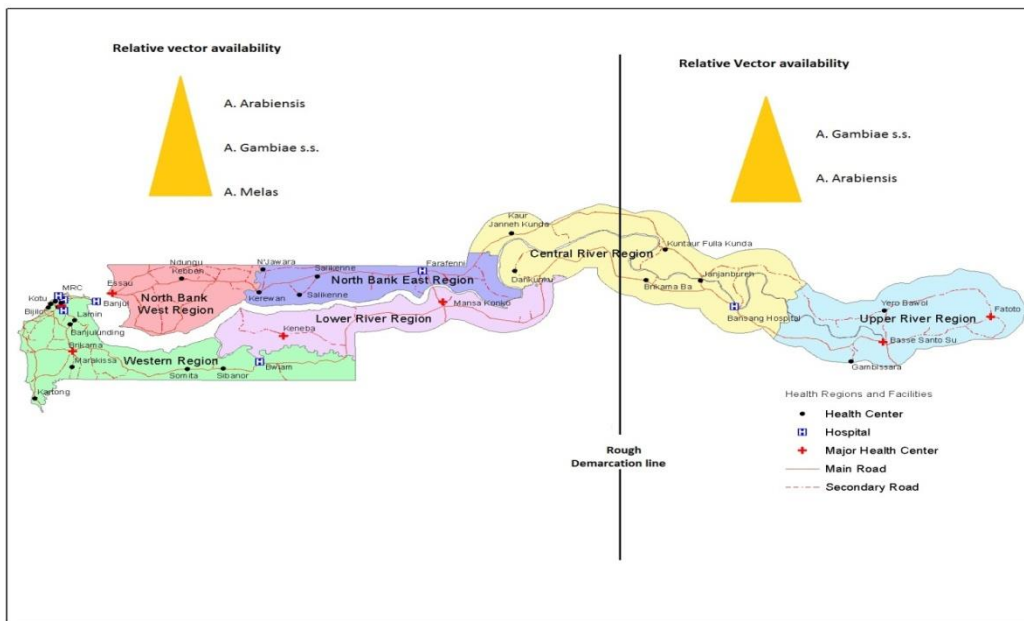 Relative vector availability
A. Arabiensis
A. Gambiae s.s.
A. Melas
Relative Vector availability
A. Gambiae s.s.
A. Arabiensis
Kaur
Janneh Kunda
Kuntaur Fulla Kunda
Central River Region
Dankunku
Brikama Ba
Janjanbureh
Bansang Hospital
Ndungu
Kebbeh
N'Jawara
Farafenni
Salikenne
North Bank East Region
Essau
MRC
Kotu
Banjul
North Bank
West Region
Kerewan
Salikenne
Mansa Konko
Bijilo
Lamin
Lower River Region
Keneba
Banjulunding
Brikama
Marakissa
Western Region
Bwiam
Somita
Sibanor
Kartong
Yero Bawol
Fatoto
Upper River Region
Basse Santo Su
Gambissara
Rough
Demarcation line
Health Regions and Facilities
Health Center
H Hospital
Major Health Center
Main Road
Secondary Road